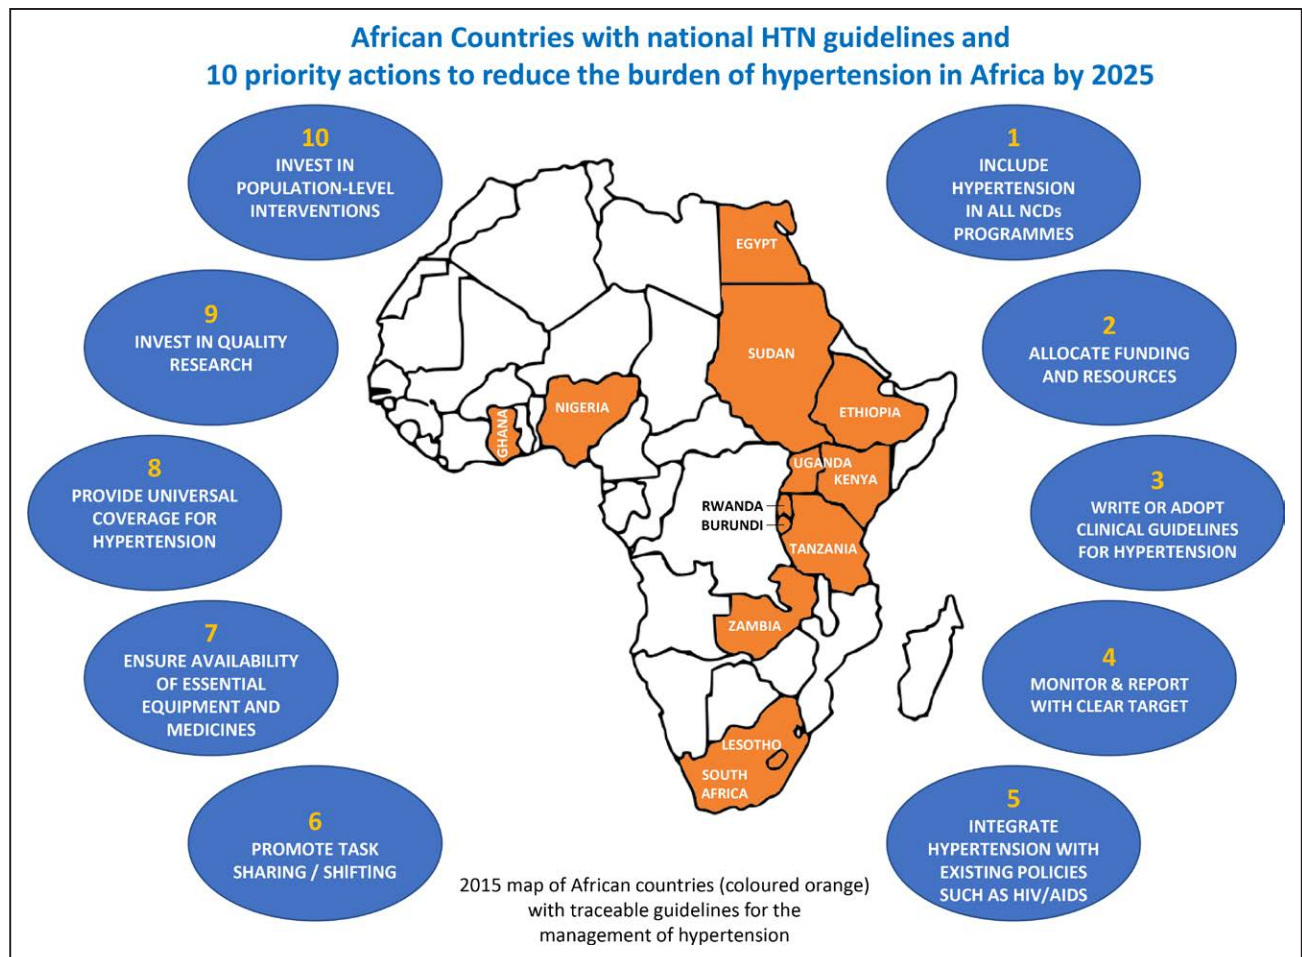 African Countries with national HTN guidelines and
10 priority actions to reduce the burden of hypertension in Africa by 2025
10
INVEST IN
POPULATION-LEVEL
INTERVENTIONS
9
INVEST IN QUALITY
RESEARCH
8
PROVIDE UNIVERSAL
COVERAGE FOR
HYPERTENSION
7
ENSURE AVAILABILITY
OF ESSENTIAL
EQUIPMENT AND
MEDICINES
6
PROMOTE TASK
SHARING / SHIFTING
EGYPT
SUDAN
NIGERIA
GHANA
ETHIOPIA
UGANDA
KENYA
RWANDA
BURUNDI
TANZANIA
ZAMBIA
LESOTHO
SOUTH
AFRICA
1
INCLUDE
HYPERTENSION
IN ALL NCDs
PROGRAMMES
2
ALLOCATE FUNDING
AND RESOURCES
3
WRITE OR ADOPT
CLINICAL GUIDELINES
FOR HYPERTENSION
4
MONITOR & REPORT
WITH CLEAR TARGET
5
INTEGRATE
HYPERTENSION WITH
EXISTING POLICIES
SUCH AS HIV/AIDS
2015 map of African countries (coloured orange)
with traceable guidelines for the
management of hypertension